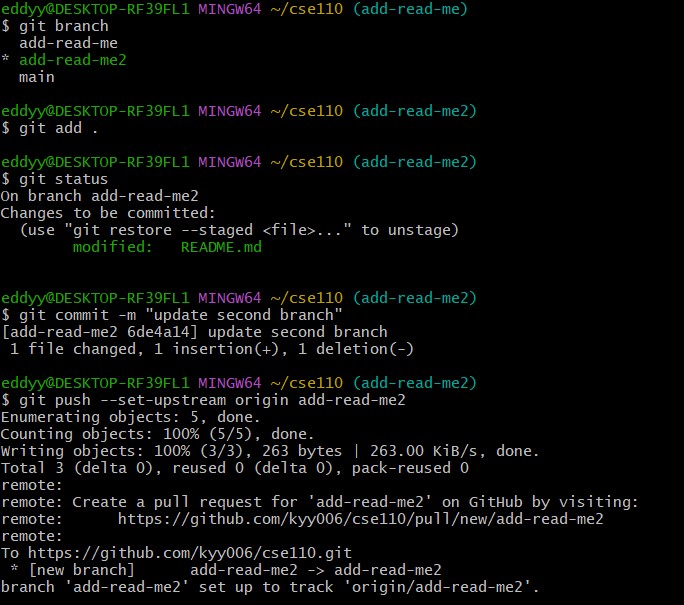 eddyy@DESKTOP-RF39FL1 MINGW64 ~/cse110 (add-read-me)
$ git branch
  add-read-me
* add-read-me2
  main

eddyy@DESKTOP-RF39FL1 MINGW64 ~/cse110 (add-read-me2)
$ git add .

eddyy@DESKTOP-RF39FL1 MINGW64 ~/cse110 (add-read-me2)
$ git status
On branch add-read-me2
Changes to be committed:
  (use "git restore --staged <file>..." to unstage)
        modified:   README.md


eddyy@DESKTOP-RF39FL1 MINGW64 ~/cse110 (add-read-me2)
$ git commit -m "update second branch"
[add-read-me2 6de4a14] update second branch
 1 file changed, 1 insertion(+), 1 deletion(-)

eddyy@DESKTOP-RF39FL1 MINGW64 ~/cse110 (add-read-me2)
$ git push --set-upstream origin add-read-me2
Enumerating objects: 5, done.
Counting objects: 100% (5/5), done.
Writing objects: 100% (3/3), 263 bytes | 263.00 KiB/s, done.
Total 3 (delta 0), reused 0 (delta 0), pack-reused 0
remote:
remote: Create a pull request for 'add-read-me2' on GitHub by visiting:
remote:      https://github.com/kyy006/cse110/pull/new/add-read-me2
remote:
To https://github.com/kyy006/cse110.git
 * [new branch]      add-read-me2 -> add-read-me2
branch 'add-read-me2' set up to track 'origin/add-read-me2'.